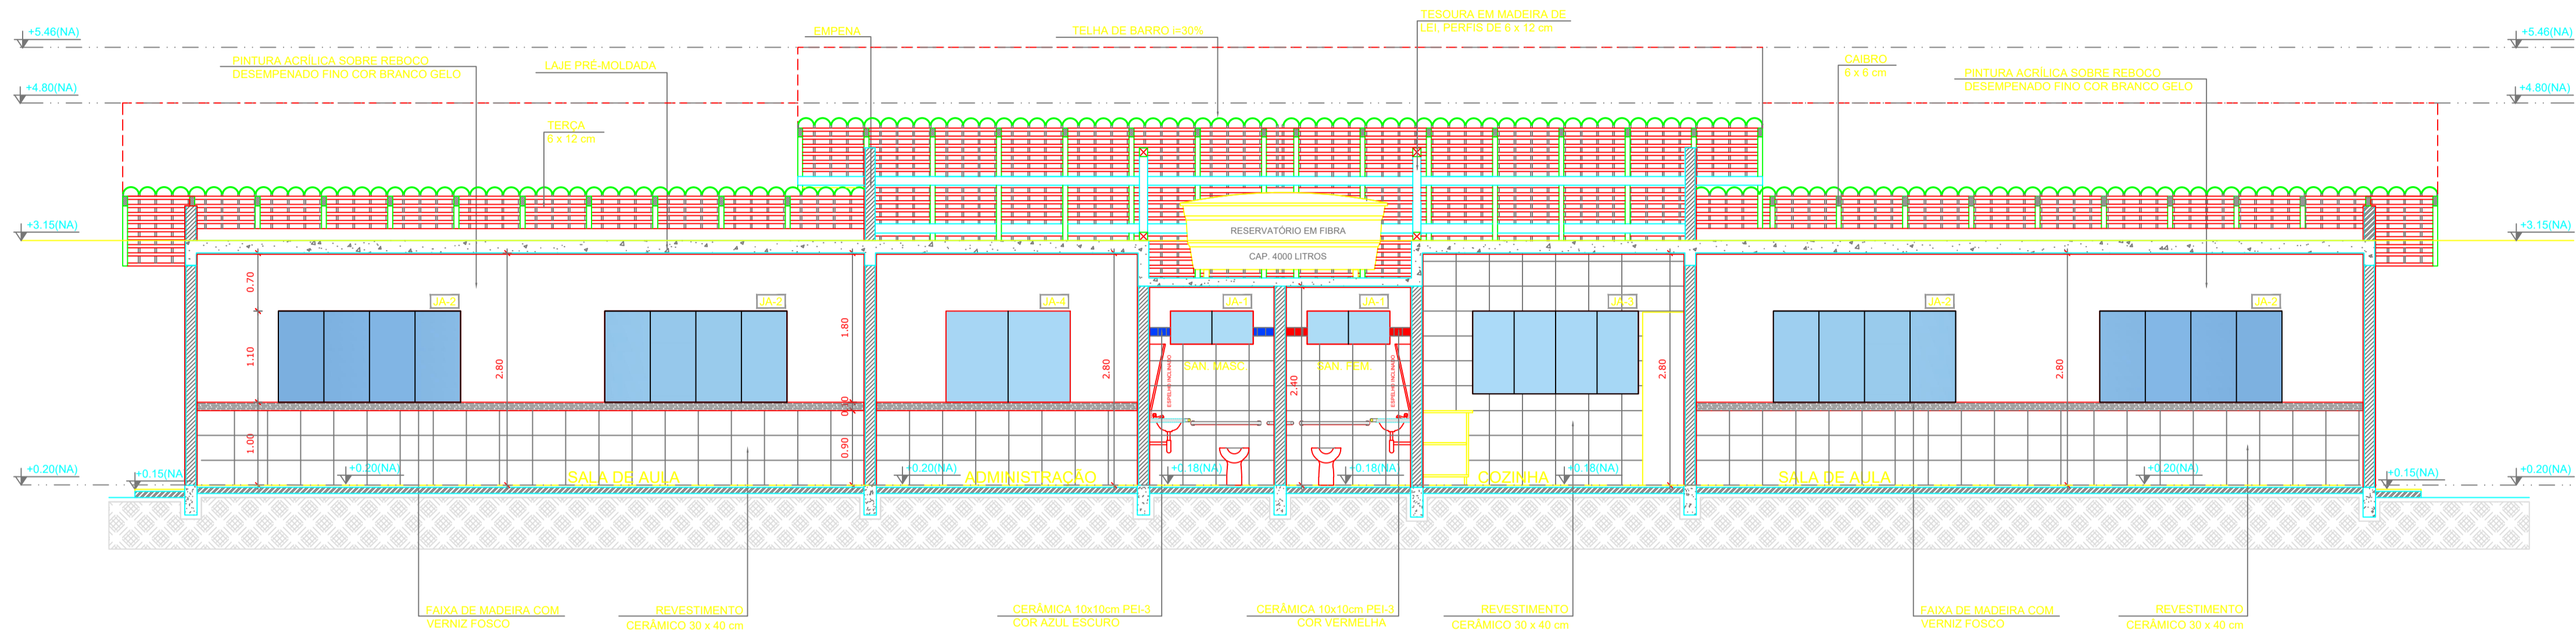 +5.46(NA)
EMPENA
TELHA DE BARRO i=30%
TESOURA EM MADEIRA DE
LEI, PERFIS DE 6 x 12 cm
+5.46(NA)
PINTURA ACRÍLICA SOBRE REBOCO
DESEMPENADO FINO COR BRANCO GELO
LAJE PRÉ-MOLDADA
CAIBRO
6 x 6 cm
PINTURA ACRÍLICA SOBRE REBOCO
DESEMPENADO FINO COR BRANCO GELO
+4.80(NA)
+4.80(NA)
TERÇA
6 x 12 cm
+3.15(NA)
RESERVATÓRIO EM FIBRA
CAP. 4000 LITROS
+3.15(NA)
0.70
JA-2
JA-2
JA-4
JA-1
JA-1
JA-3
JA-2
JA-2
1.10
2.80
1.80
2.80
SAN. MASC.
SAN. FEM.
ESPELHO INCLINADO
ESPELHO INCLINADO
2.40
2.80
2.80
1.00
0.90
+0.20(NA)
+0.15(NA)
+0.20(NA)
SALA DE AULA
+0.20(NA)
ADMINISTRAÇÃO
+0.18(NA)
+0.18(NA)
COZINHA
+0.18(NA)
SALA DE AULA
+0.20(NA)
+0.15(NA)
+0.20(NA)
FAIXA DE MADEIRA COM
VERNIZ FOSCO
REVESTIMENTO
CERÂMICO 30 x 40 cm
CERÂMICA 10x10cm PEI-3
COR AZUL ESCURO
CERÂMICA 10x10cm PEI-3
COR VERMELHA
REVESTIMENTO
CERÂMICO 30 x 40 cm
FAIXA DE MADEIRA COM
VERNIZ FOSCO
REVESTIMENTO
CERÂMICO 30 x 40 cm